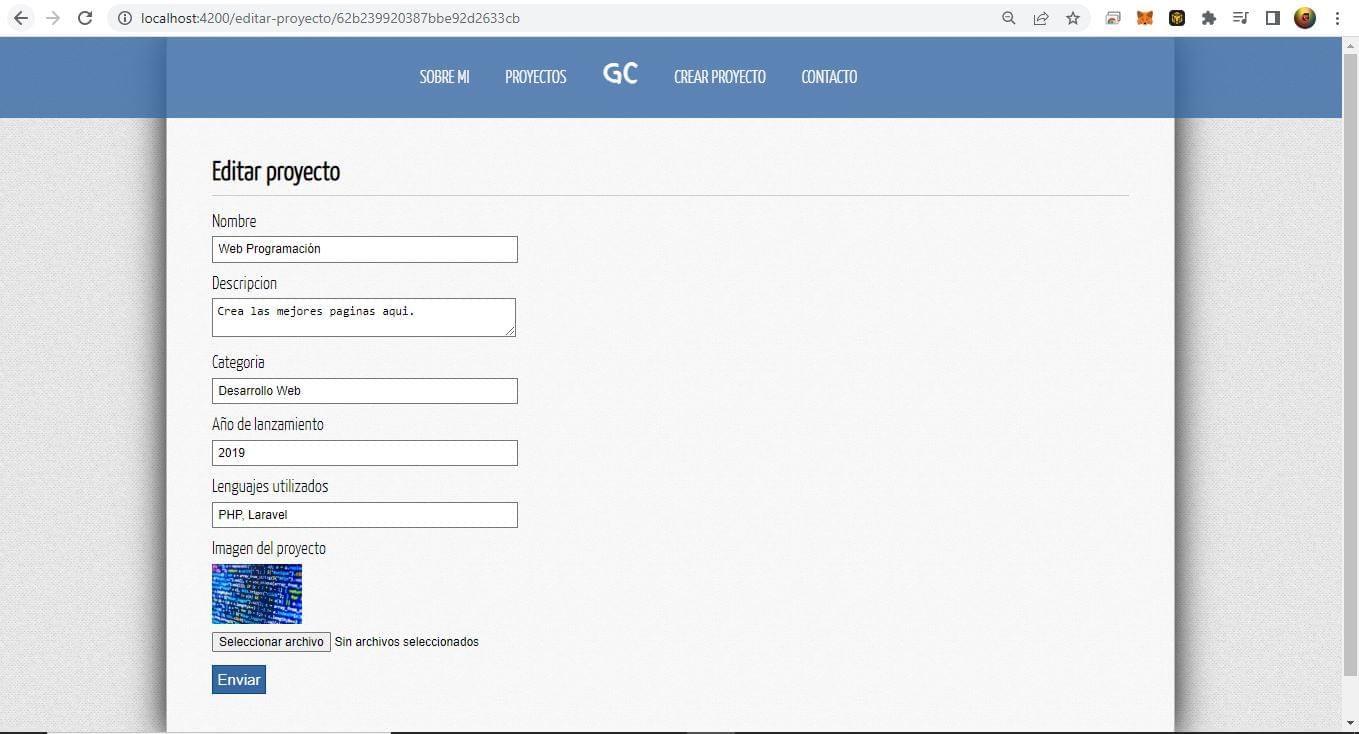 localhost:4200/editar-proyecto/62b239920387bbe92d2633cb
SOBRE MI PROYECTOS GC CREAR PROYECTO CONTACTO
Editar proyecto
Nombre
Web Programación
Descripcion
Crea las mejores paginas aqui.
Categoria
Desarrollo Web
Año de lanzamiento
2019
Lenguajes utilizados
PHP, Laravel
Imagen del proyecto
Seleccionar archivo Sin archivos seleccionados
Enviar